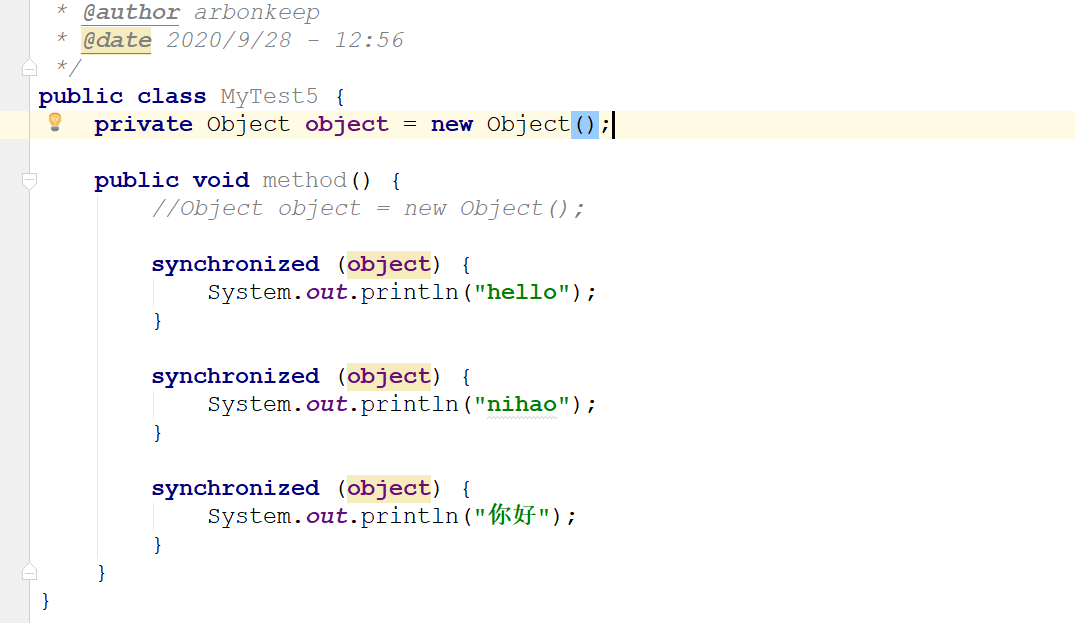 * @author arbonkeep
* @date 2020/9/28 - 12:56
*/
public class MyTest5 {
    private Object object = new Object();
    public void method() {
        //Object object = new Object();
        synchronized (object) {
            System.out.println("hello");
        }
        synchronized (object) {
            System.out.println("nihao");
        }
        synchronized (object) {
            System.out.println("你好");
        }
    }
}